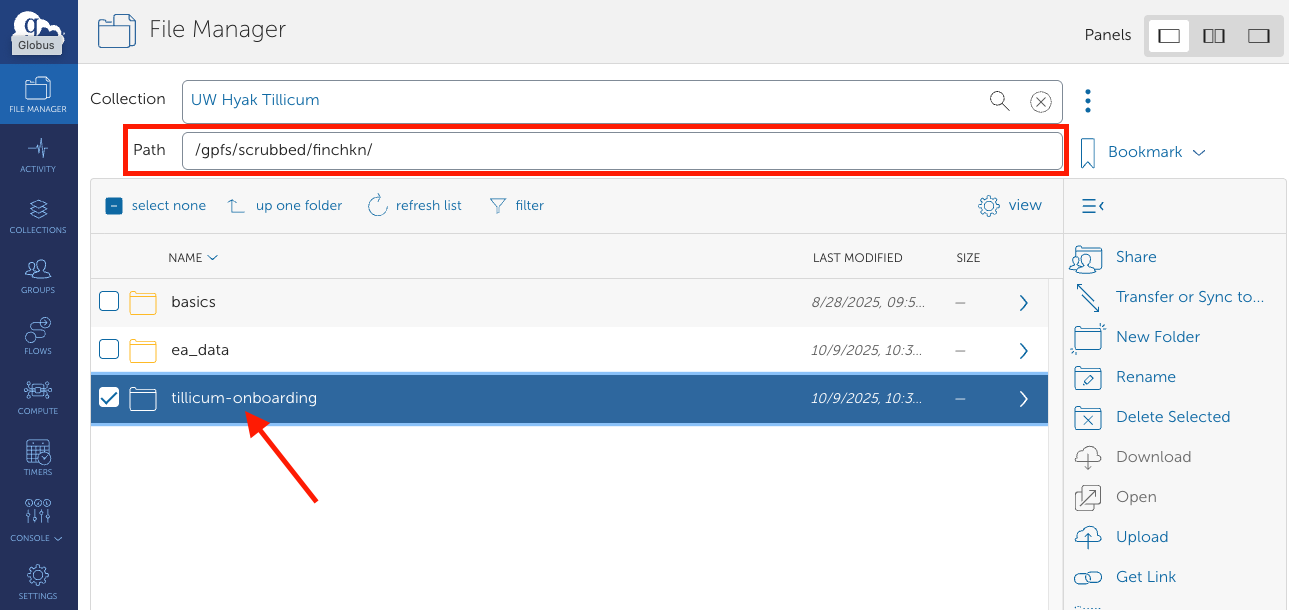 g
Globus
File Manager
Panels
FILE MANAGER
ACTIVITY
COLLECTIONS
GROUPS
FLOWS
COMPUTE
TIMERS
CONSOLE
SETTINGS
Collection
UW Hyak Tillicum
Path
/gpfs/scrubbed/finchkn/
Bookmark
select none
up one folder
refresh list
filter
view
NAME LAST MODIFIED SIZE
basics 8/28/2025, 09:5... —
ea_data 10/9/2025, 10:3... —
tillicum-onboarding 10/9/2025, 10:3... —
Share
Transfer or Sync to...
New Folder
Rename
Delete Selected
Download
Open
Upload
Get Link